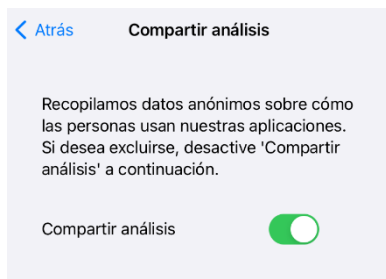 Atrás Compartir análisis
Recopilamos datos anónimos sobre cómo
las personas usan nuestras aplicaciones.
Si desea excluirse, desactive 'Compartir
análisis' a continuación.
Compartir análisis